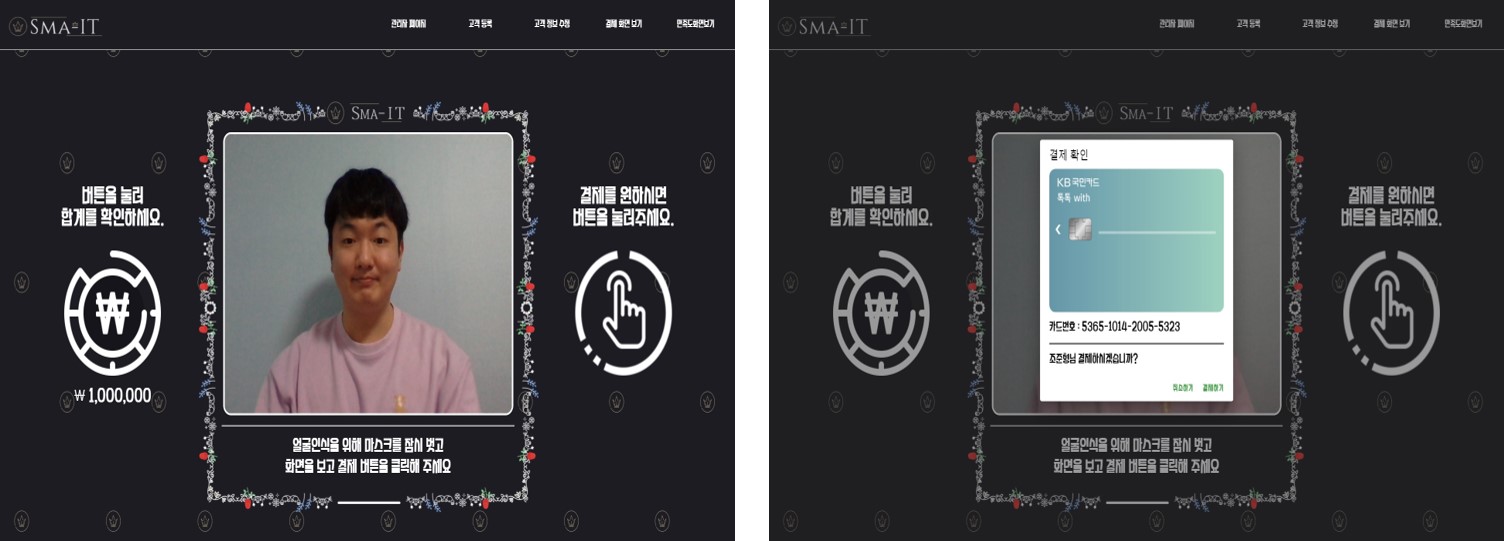 SMA-IT
관리자 페이지
고객 등록
고객 정보 수정
결제 화면 보기
만족도화면보기
SMA-IT
버튼을 눌러
합계를 확인하세요.
₩
₩ 1,000,000
결제를 원하시면
버튼을 눌러주세요.
얼굴인식을 위해 마스크를 잠시 벗고
화면을 보고 결제 버튼을 클릭해 주세요
SMA-IT
관리자 페이지
고객 등록
고객 정보 수정
결제 화면 보기
만족도화면보기
SMA-IT
버튼을 눌러
합계를 확인하세요.
₩
결제 확인
KB국민카드
톡톡 with
카드번호 : 5365-1014-2005-5323
조준형님 결제하시겠습니까?
취소하기 결제하기
결제를 원하시면
버튼을 눌러주세요.
얼굴인식을 위해 마스크를 잠시 벗고
화면을 보고 결제 버튼을 클릭해 주세요